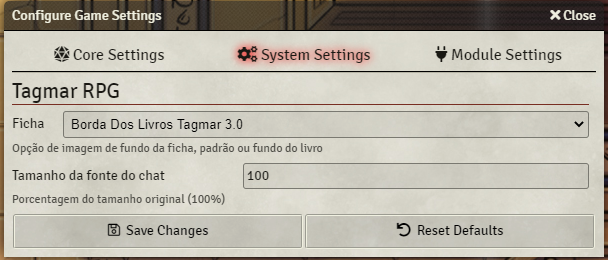 Configure Game Settings
Close
Core Settings
System Settings
Module Settings
Tagmar RPG
Ficha
Borda Dos Livros Tagmar 3.0
Opção de imagem de fundo da ficha, padrão ou fundo do livro
Tamanho da fonte do chat
100
Porcentagem do tamanho original (100%)
Save Changes
Reset Defaults